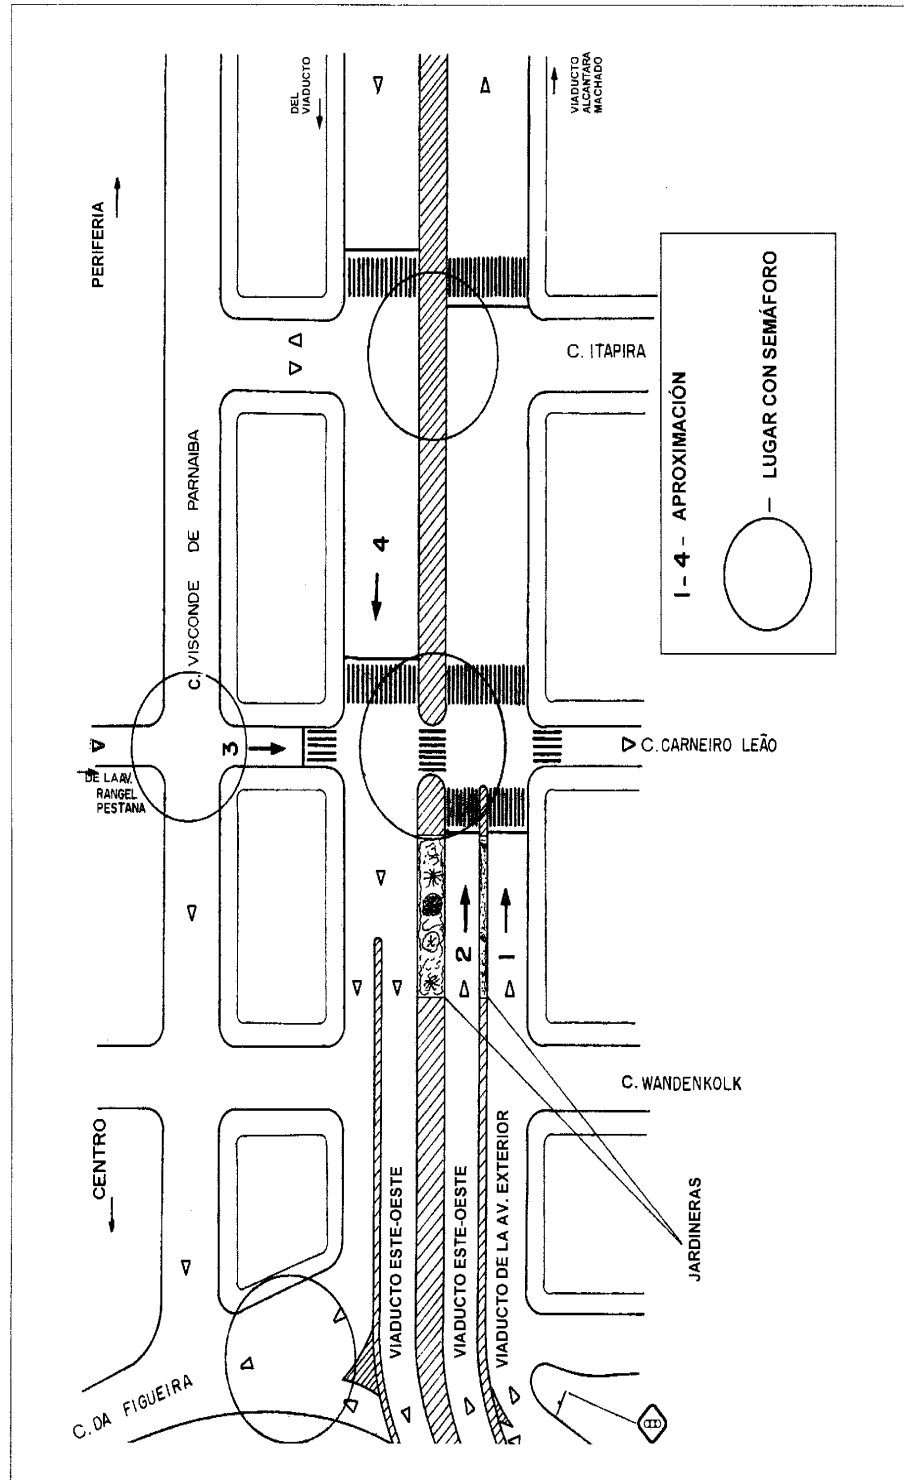 DEL
VIADUCTO
VIADUCTO
ALCANTARA
MACHADO
PERIFERIA
C. ITAPIRA
C. VISCONDE DE PARNAIBA
4
3
DE LA AV.
RANGEL
PESTANA
C. CARNEIRO LEÃO
2
1
C. WANDENKOLK
CENTRO
VIADUCTO ESTE-OESTE
VIADUCTO ESTE-OESTE
VIADUCTO DE LA AV. EXTERIOR
JARDINERAS
C. DA FIGUEIRA
1 - 4 - APROXIMACIÓN
— LUGAR CON SEMÁFORO